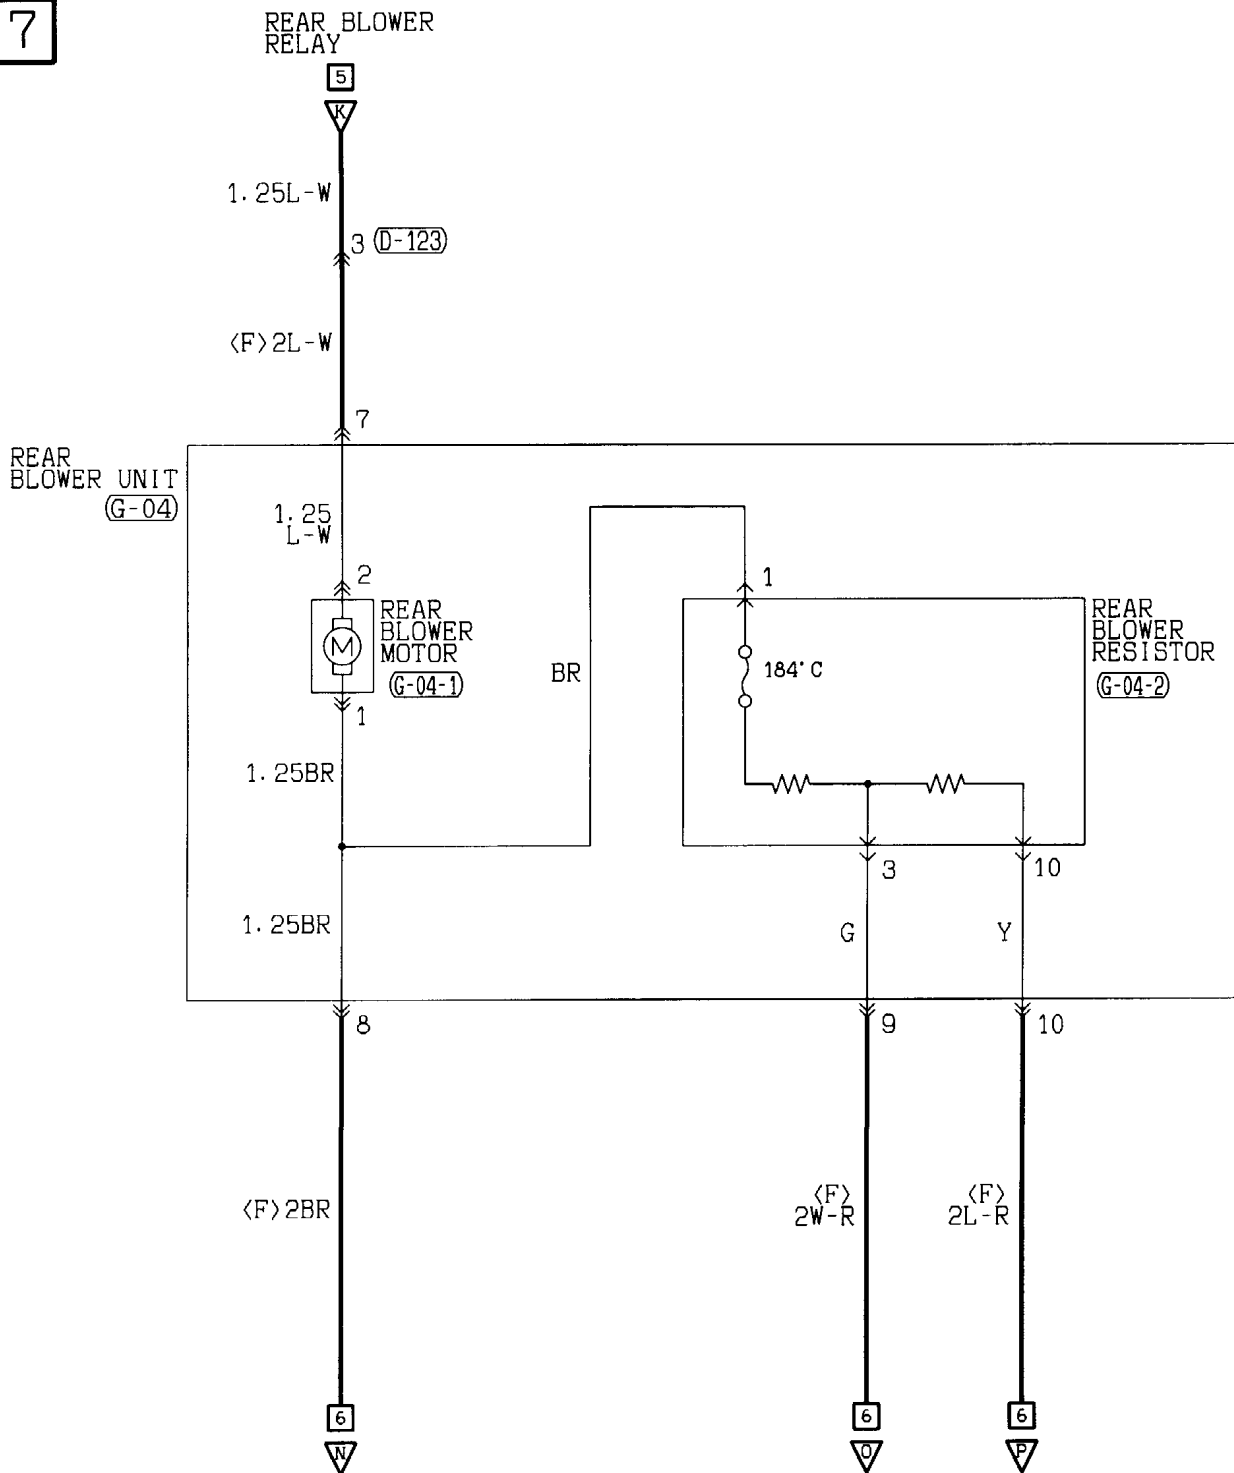 7
REAR BLOWER
RELAY
5
K
1.25L-W
3 (D-123)
<F>2L-W
7
REAR
BLOWER UNIT
(G-04)
1.25
L-W
2
1
REAR
BLOWER
MOTOR
(G-04-1)
REAR
BLOWER
RESISTOR
(G-04-2)
BR
184°C
1
1.25BR
3
10
1.25BR
G
Y
8
9
10
<F>2BR
<F>
2W-R
<F>
2L-R
6
6
6
N
O
P